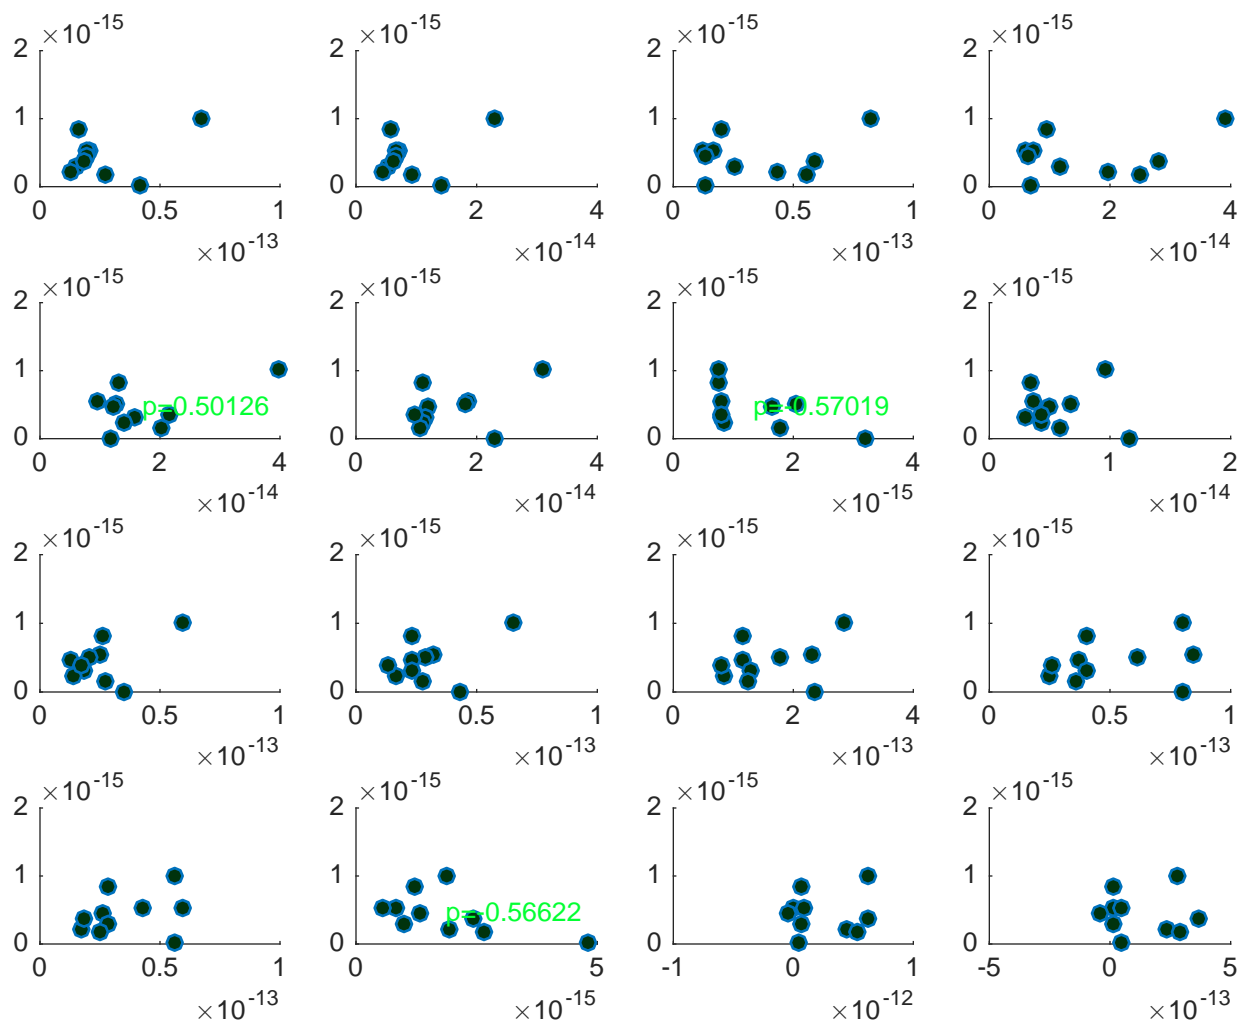 ×10-15 ×10-15 ×10-15 ×10-15
2 2 2 2
1 1 1 1
0 0 0 0
0 0.5 1 0 2 4 0 0.5 1 0 2 4
×10-13 ×10-14 ×10-13 ×10-14
×10-15 ×10-15 ×10-15 ×10-15
2 2 2 2
1 1 1 1
p=0.50126 p=-0.57019
0 0 0 0
0 2 4 0 2 4 0 2 4 0 1 2
×10-14 ×10-14 ×10-15 ×10-14
×10-15 ×10-15 ×10-15 ×10-15
2 2 2 2
1 1 1 1
0 0 0 0
0 0.5 1 0 0.5 1 0 2 4 0 0.5 1
×10-13 ×10-13 ×10-13 ×10-13
×10-15 ×10-15 ×10-15 ×10-15
2 2 2 2
1 1 1 1
p=-0.56622
0 0 0 0
0 0.5 1 0 5 -1 0 1 -5 0 5
×10-13 ×10-15 ×10-12 ×10-13